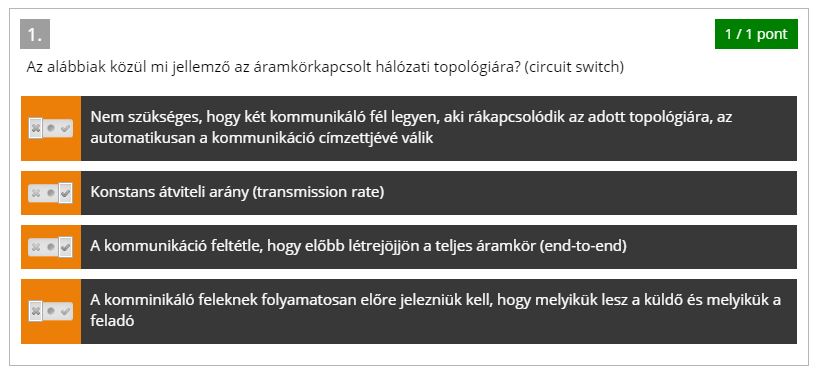 1.
1 / 1 pont
Az alábbiak közül mi jellemző az áramkörkapcsolt hálózati topológiára? (circuit switch)
Nem szükséges, hogy két kommunikáló fél legyen, aki rákapcsolódik az adott topológiára, az
automatikusan a kommunikáció címzettjévé válik
Konstans átviteli arány (transmission rate)
A kommunikáció feltétle, hogy előbb létrejöjjön a teljes áramkör (end-to-end)
A komminikáló feleknek folyamatosan előre jelezniük kell, hogy melyikük lesz a küldő és melyikük a
feladó